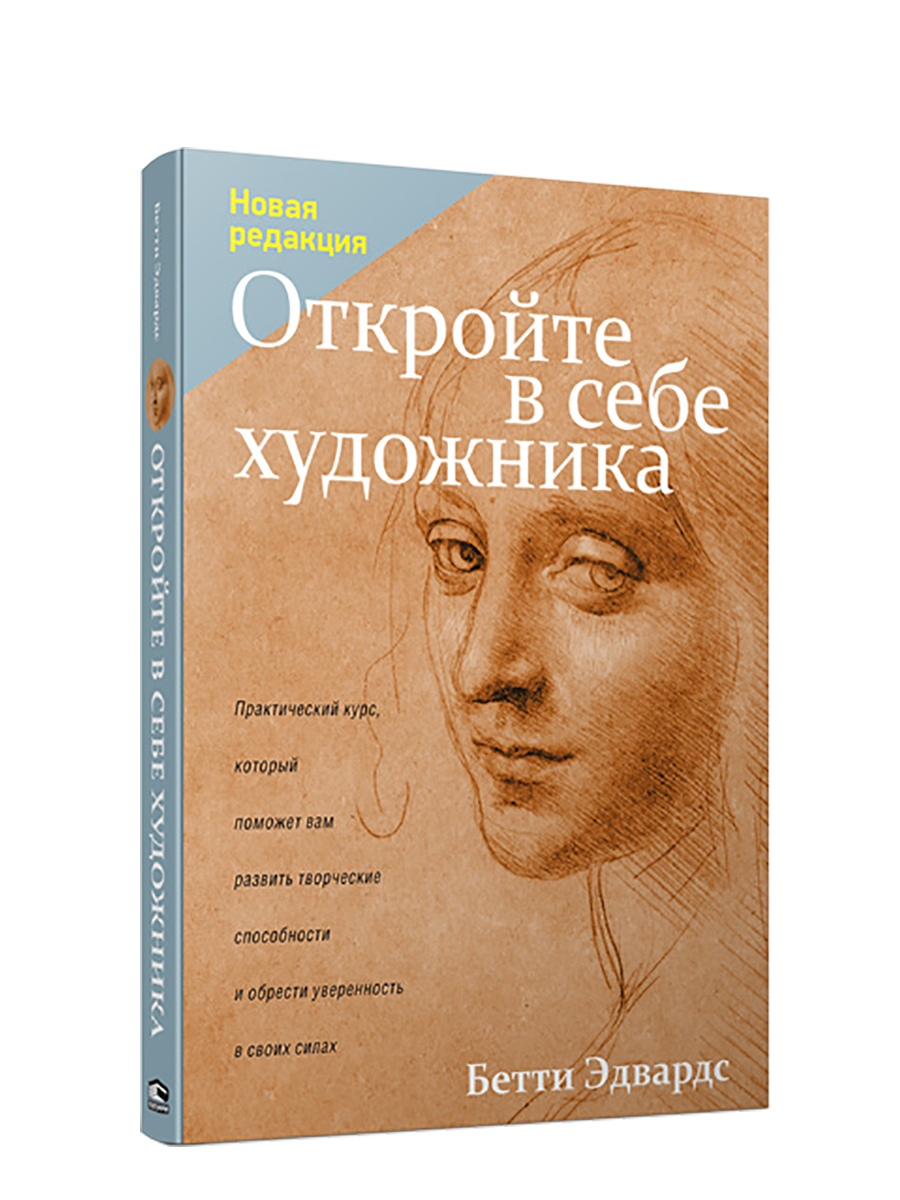 Новая
редакция
Откройте
в себе
художника
Практический курс,
который
поможет вам
развить творческие
способности
и обрести уверенность
в своих силах
Бетти Эдвардс
Бетти Эдвардс
ОТКРОЙТЕ В СЕБЕ ХУДОЖНИКА